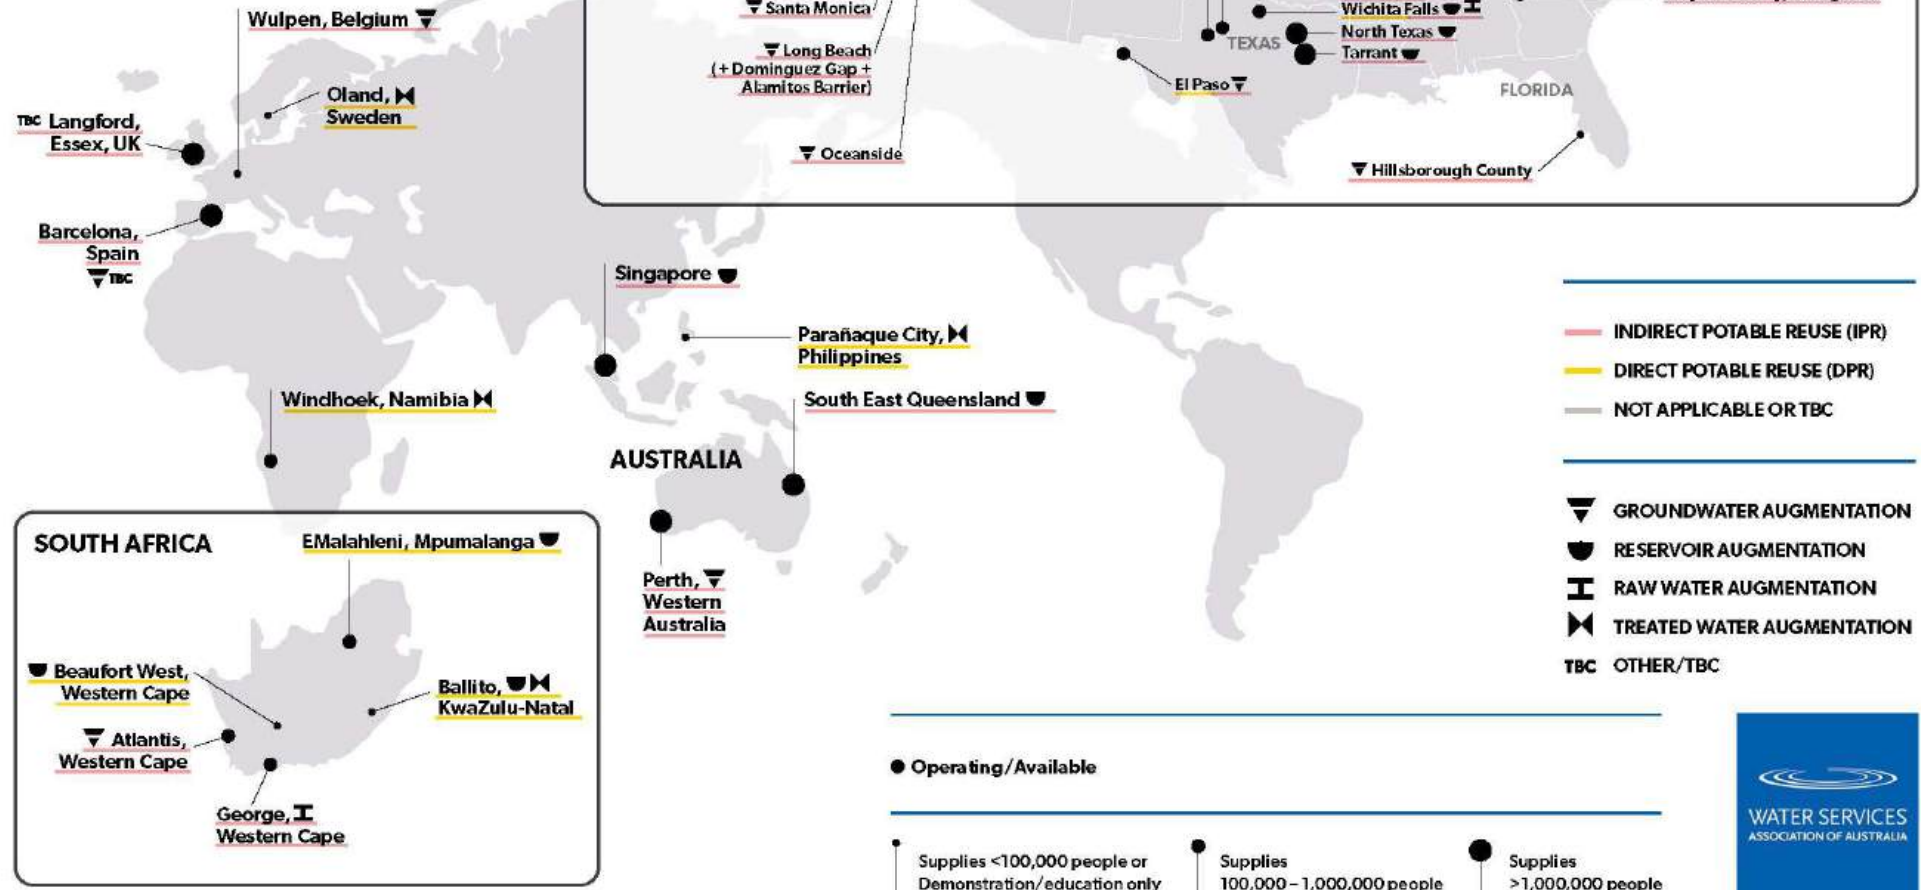 Wulpen, Belgium
Santa Monica
Wichita Falls
TEXAS
North Texas
Long Beach
(+ Dominguez Gap +
Alamitos Barrier)
Tarrant
El Paso
FLORIDA
Oland,
Sweden
TBC Langford,
Essex, UK
Oceanside
Hillsborough County
Barcelona,
Spain
TBC
Singapore
Parañaque City,
Philippines
Windhoek, Namibia
South East Queensland
AUSTRALIA
Perth,
Western
Australia
SOUTH AFRICA
EMalahleni, Mpumalanga
Beaufort West,
Western Cape
Ballito,
KwaZulu-Natal
Atlantis,
Western Cape
George,
Western Cape
INDIRECT POTABLE REUSE (IPR)
DIRECT POTABLE REUSE (DPR)
NOT APPLICABLE OR TBC
GROUNDWATER AUGMENTATION
RESERVOIR AUGMENTATION
RAW WATER AUGMENTATION
TREATED WATER AUGMENTATION
TBC OTHER/TBC
Operating/Available
Supplies <100,000 people or
Demonstration/education only
Supplies
100,000 – 1,000,000 people
Supplies
>1,000,000 people
WATER SERVICES
ASSOCIATION OF AUSTRALIA